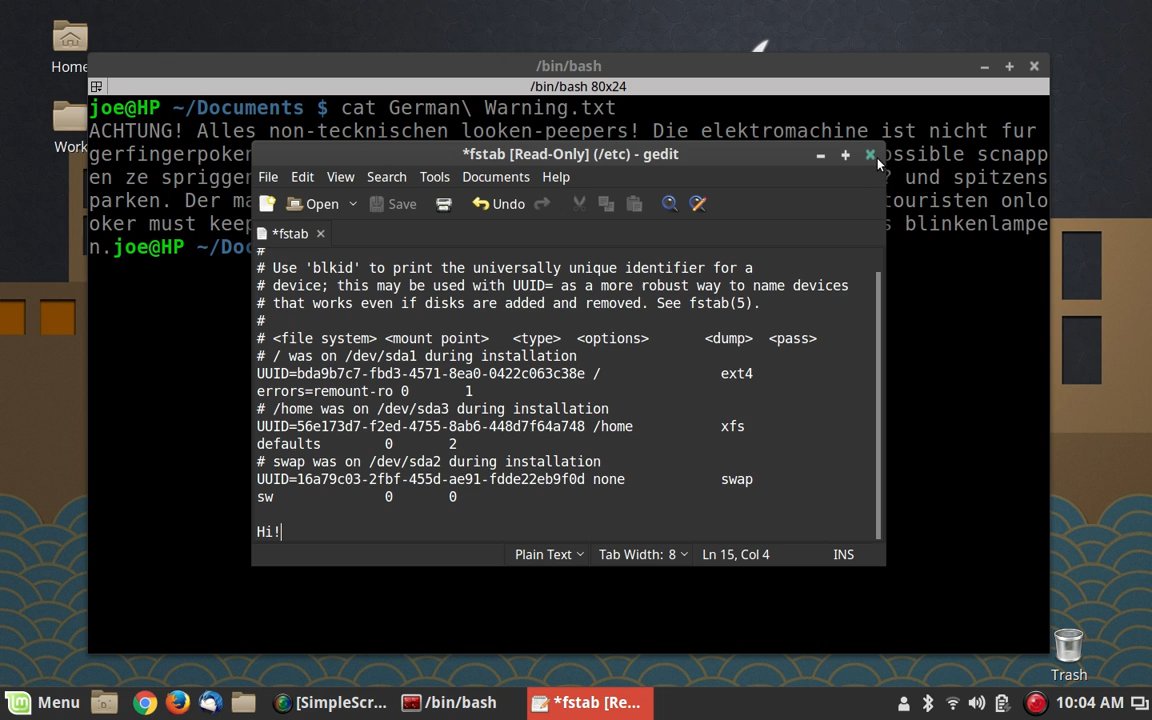 Home
/bin/bash
/bin/bash 80x24
joe@HP ~/Documents $ cat German\ Warning.txt
ACHTUNG! Alles non-tecknischen looken-peepers! Die elektromachine ist nicht fur
gerfingerpoken
ossible scnapp
en ze spriggen
? und spitzens
parken. Der ma
touristen onlo
oker must keep
s blinkenlampe
n.joe@HP ~/Doc
Work
*fstab [Read-Only] (/etc) - gedit
File Edit View Search Tools Documents Help
Open Save Undo
*fstab
#
# Use 'blkid' to print the universally unique identifier for a
# device; this may be used with UUID= as a more robust way to name devices
# that works even if disks are added and removed. See fstab(5).
#
# <file system> <mount point> <type> <options> <dump> <pass>
# / was on /dev/sda1 during installation
UUID=bda9b7c7-fbd3-4571-8ea0-0422c063c38e / ext4
errors=remount-ro 0 1
# /home was on /dev/sda3 during installation
UUID=56e173d7-f2ed-4755-8ab6-448d7f64a748 /home xfs
defaults 0 2
# swap was on /dev/sda2 during installation
UUID=16a79c03-2fbf-455d-ae91-fdde22eb9f0d none swap
sw 0 0
Hi!
Plain Text Tab Width: 8 Ln 15, Col 4 INS
Trash
Menu [SimpleScr... /bin/bash *fstab [Re... 10:04 AM